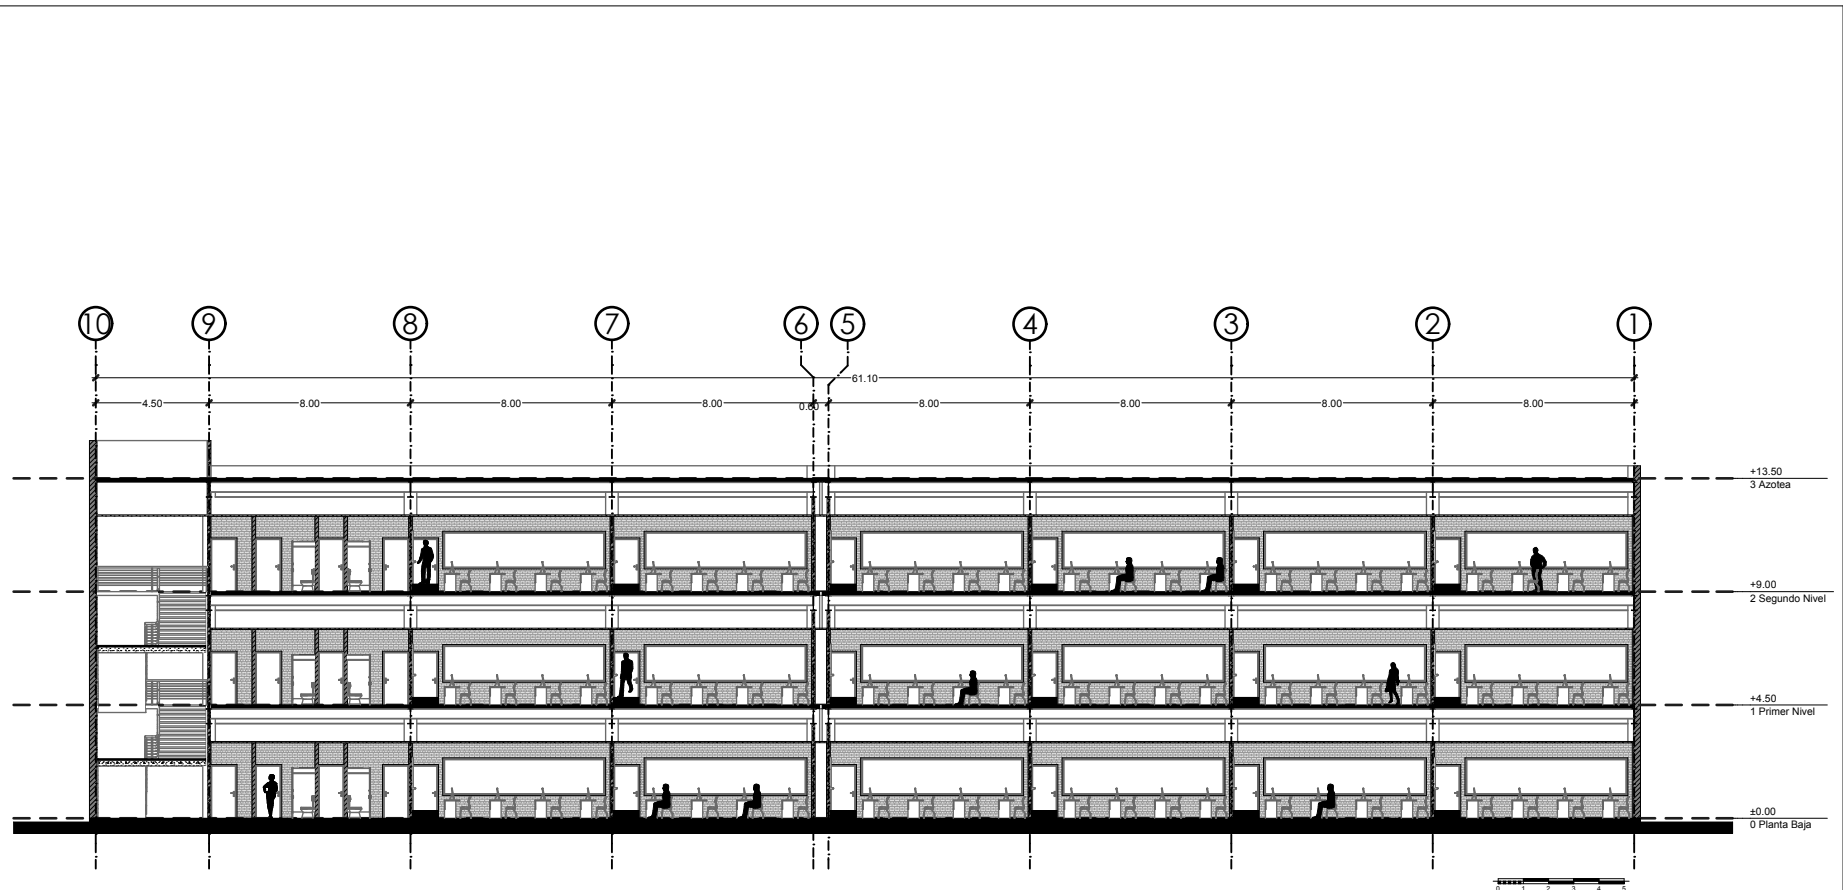 10 9 8 7 6 5 4 3 2 1
61.10
4.50 8.00 8.00 8.00 0.60 8.00 8.00 8.00 8.00
+13.50
3 Azotea
+9.00
2 Segundo Nivel
+4.50
1 Primer Nivel
±0.00
0 Planta Baja
0 1 2 3 4 5